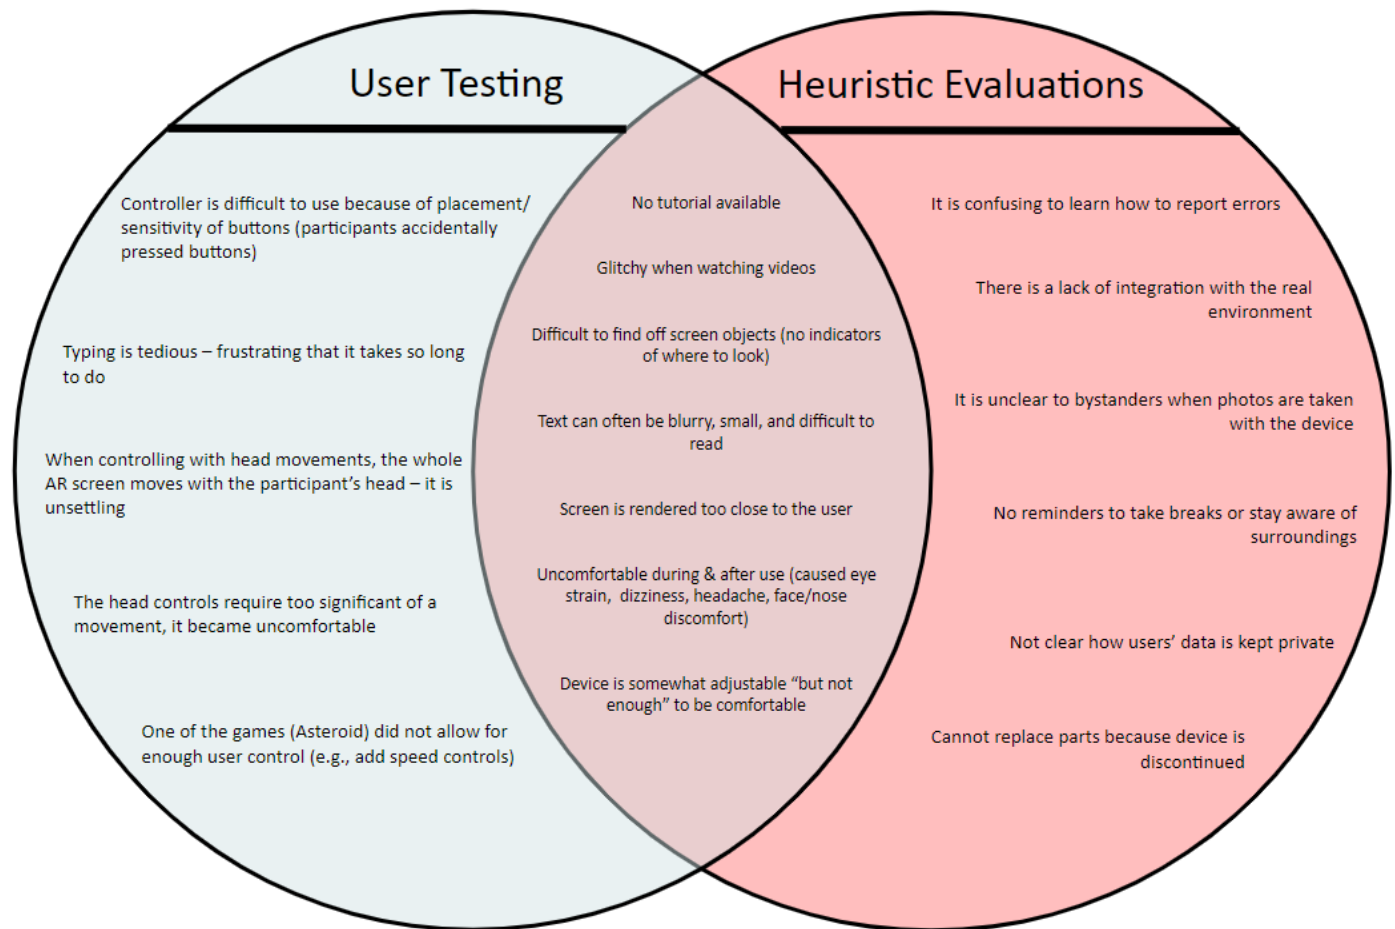 User Testing
Controller is difficult to use because of placement/
sensitivity of buttons (participants accidentally
pressed buttons)
Typing is tedious – frustrating that it takes so long
to do
When controlling with head movements, the whole
AR screen moves with the participant’s head – it is
unsettling
The head controls require too significant of a
movement, it became uncomfortable
One of the games (Asteroid) did not allow for
enough user control (e.g., add speed controls)
No tutorial available
Glitchy when watching videos
Difficult to find off screen objects (no indicators
of where to look)
Text can often be blurry, small, and difficult to
read
Screen is rendered too close to the user
Uncomfortable during & after use (caused eye
strain, dizziness, headache, face/nose
discomfort)
Device is somewhat adjustable “but not
enough” to be comfortable
Heuristic Evaluations
It is confusing to learn how to report errors
There is a lack of integration with the real
environment
It is unclear to bystanders when photos are taken
with the device
No reminders to take breaks or stay aware of
surroundings
Not clear how users’ data is kept private
Cannot replace parts because device is
discontinued